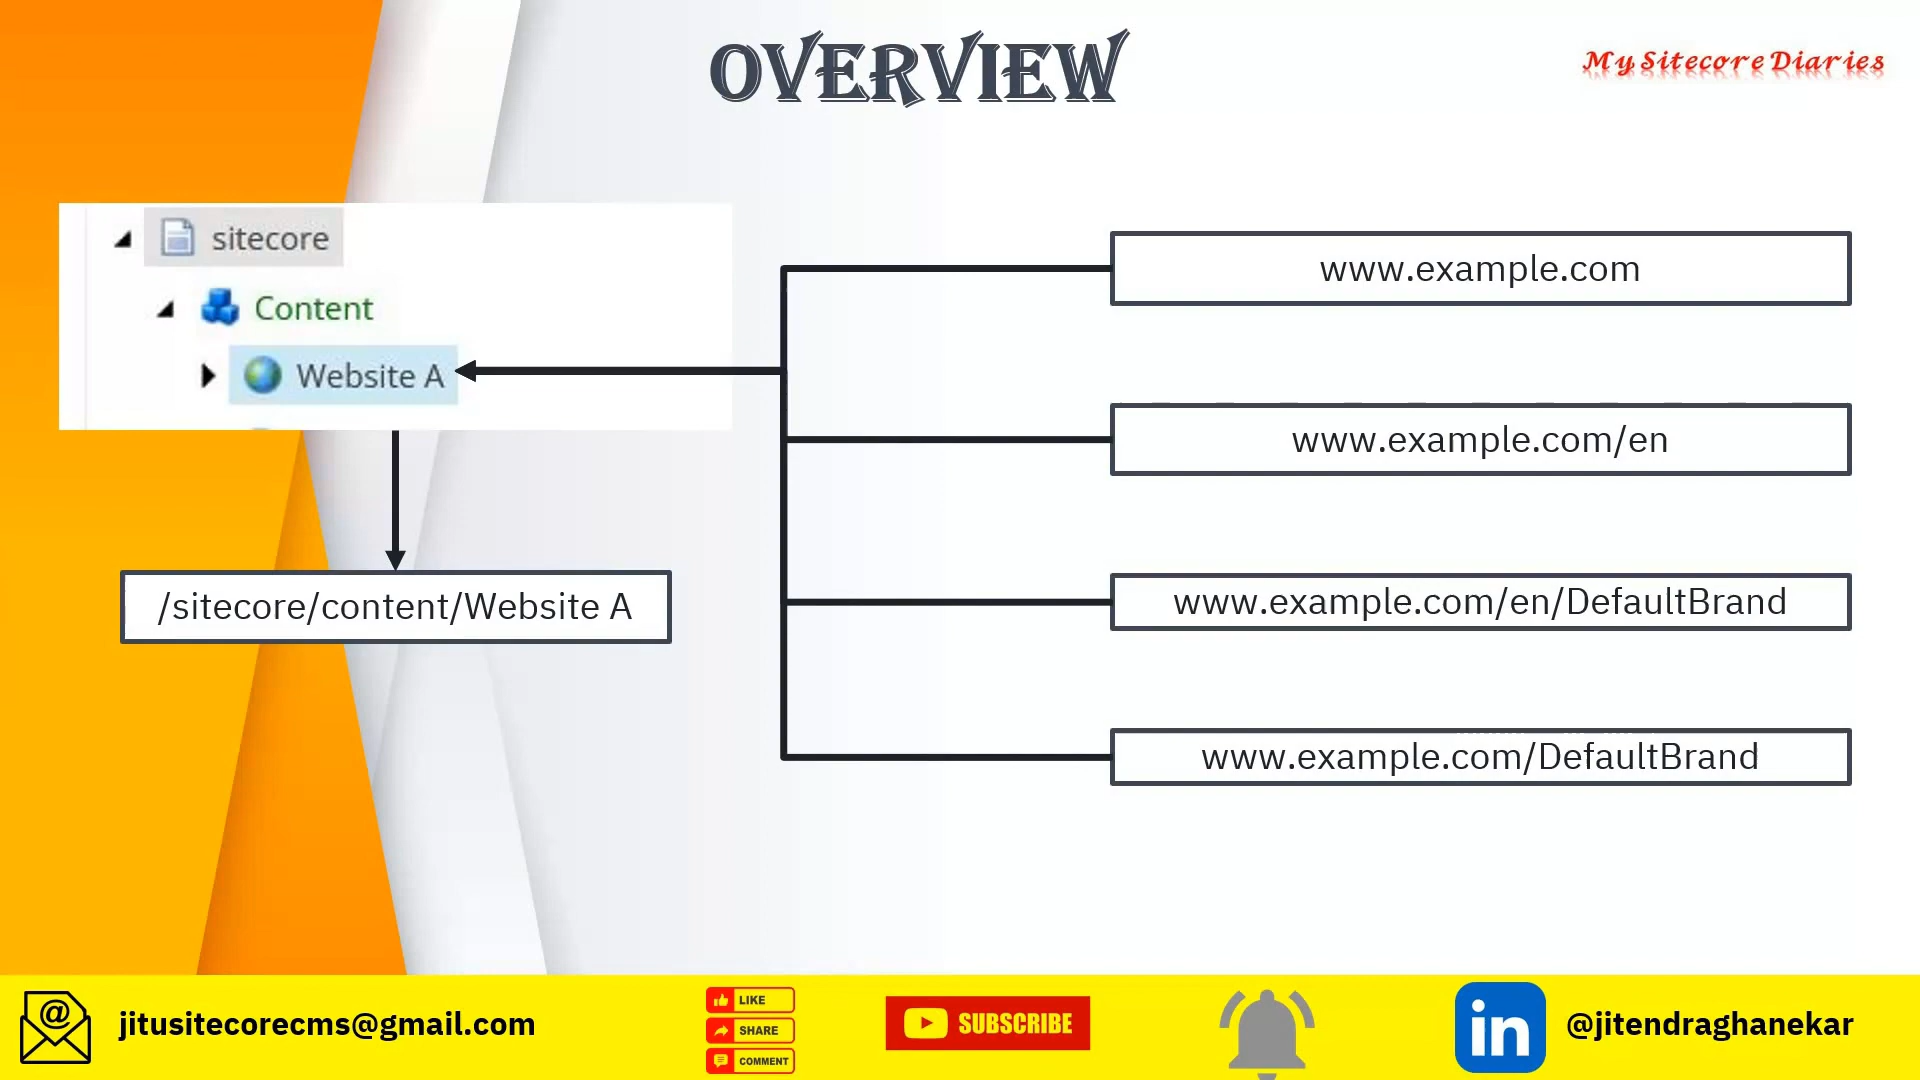 OVERVIEW
My Sitecore Diaries
sitecore
Content
Website A
/sitecore/content/Website A
www.example.com
www.example.com/en
www.example.com/en/DefaultBrand
www.example.com/DefaultBrand
jitusitecorecms@gmail.com
LIKE
SHARE
COMMENT
SUBSCRIBE
in
@jitendraghanekar